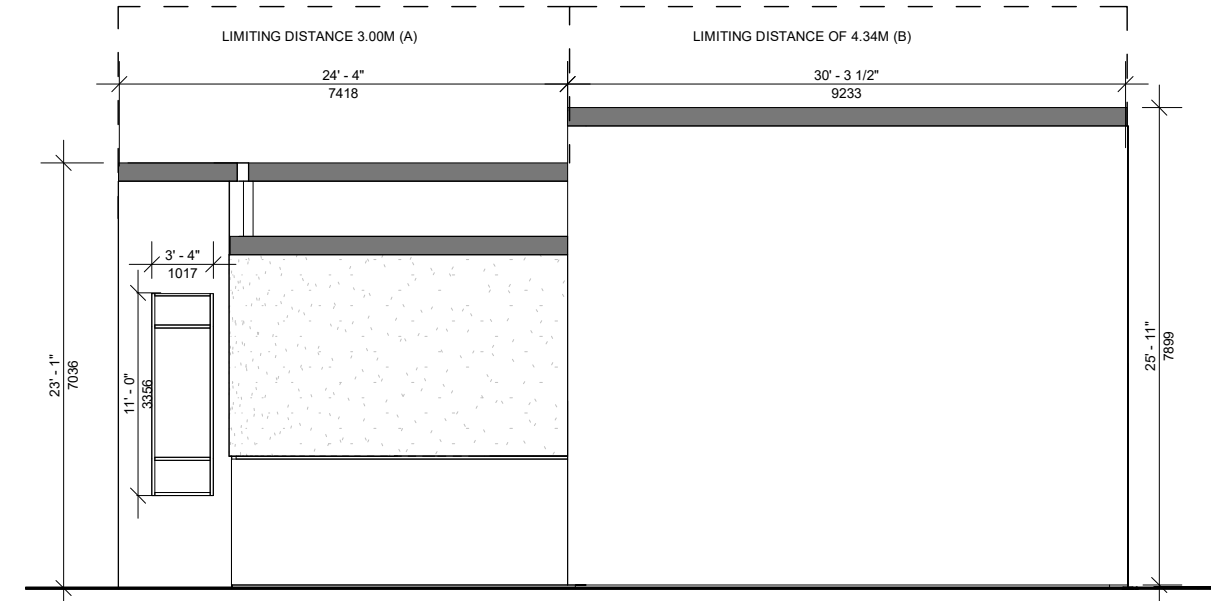 LIMITING DISTANCE 3.00M (A)
LIMITING DISTANCE OF 4.34M (B)
24' - 4"
7418
30' - 3 1/2"
9233
3' - 4"
1017
23' - 1"
7036
11' - 0"
3356
25' - 11"
7899